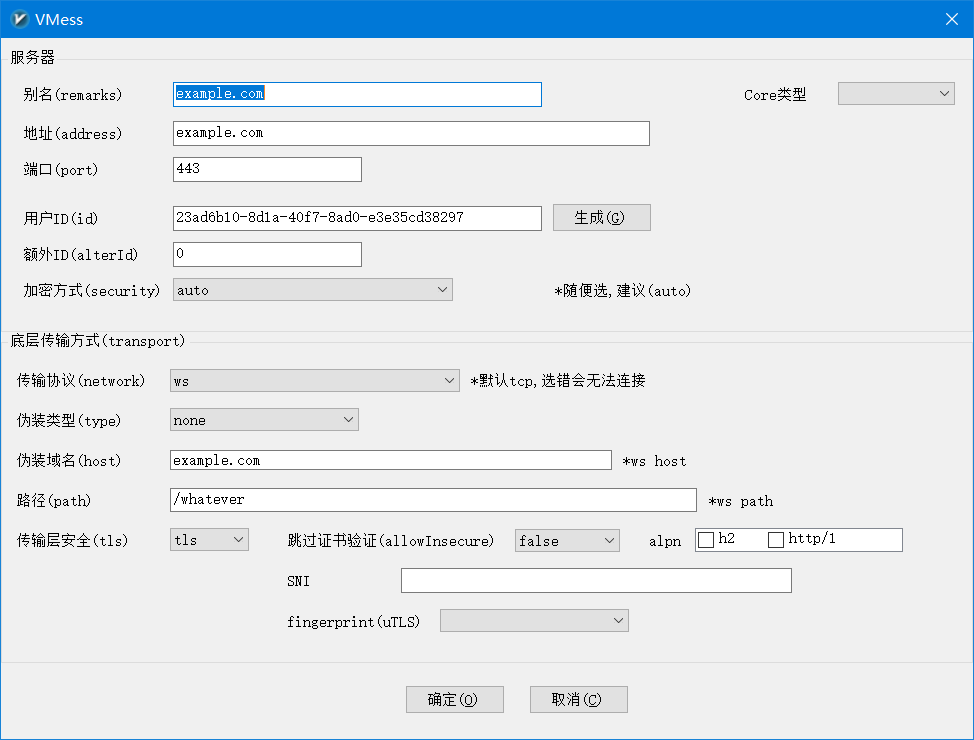 VMess
服务器
别名(remarks) example.com Core类型
地址(address) example.com
端口(port) 443
用户ID(id) 23ad6b10-8d1a-40f7-8ad0-e3e35cd38297 生成(G)
额外ID(alterId) 0
加密方式(security) auto *随便选,建议(auto)
底层传输方式(transport)
传输协议(network) ws *默认tcp,选错会无法连接
伪装类型(type) none
伪装域名(host) example.com *ws host
路径(path) /whatever *ws path
传输层安全(tls) tls 跳过证书验证(allowInsecure) false alpn h2 http/1
SNI
fingerprint(uTLS)
确定(O) 取消(C)